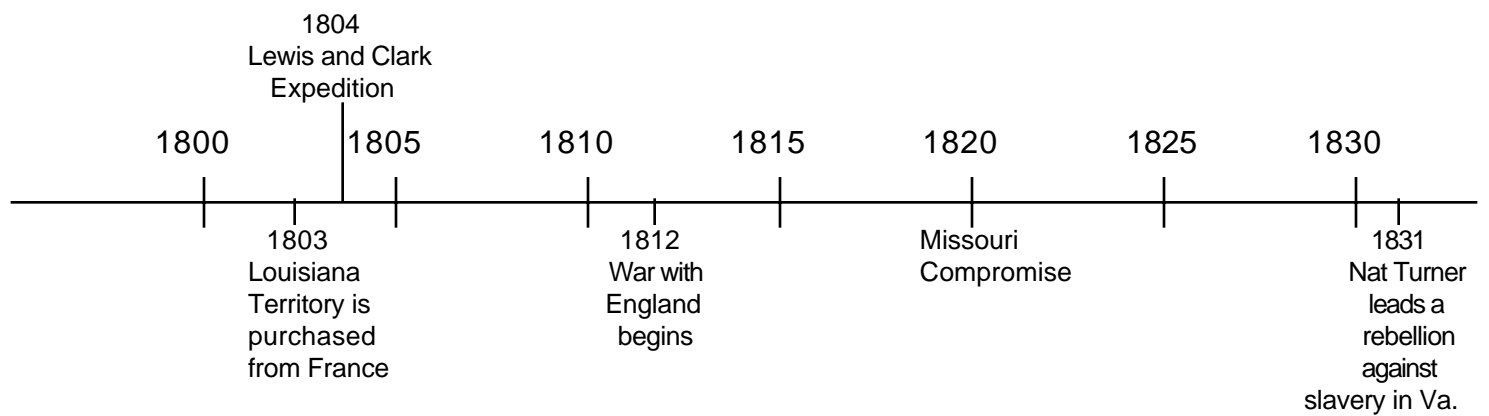 1804
Lewis and Clark
Expedition
1800 1805 1810 1815 1820 1825 1830
1803
Louisiana
Territory is
purchased
from France
1812
War with
England
begins
Missouri
Compromise
1831
Nat Turner
leads a
rebellion
against
slavery in Va.